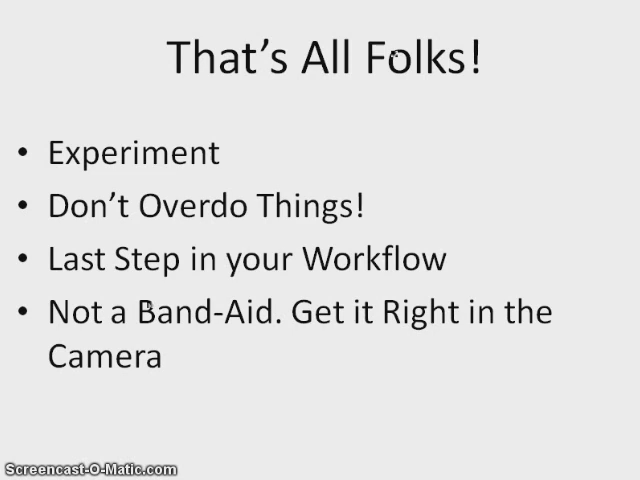 That’s All Folks!
• Experiment
• Don’t Overdo Things!
• Last Step in your Workflow
• Not a Band-Aid. Get it Right in the
Camera
Screencast-O-Matic.com